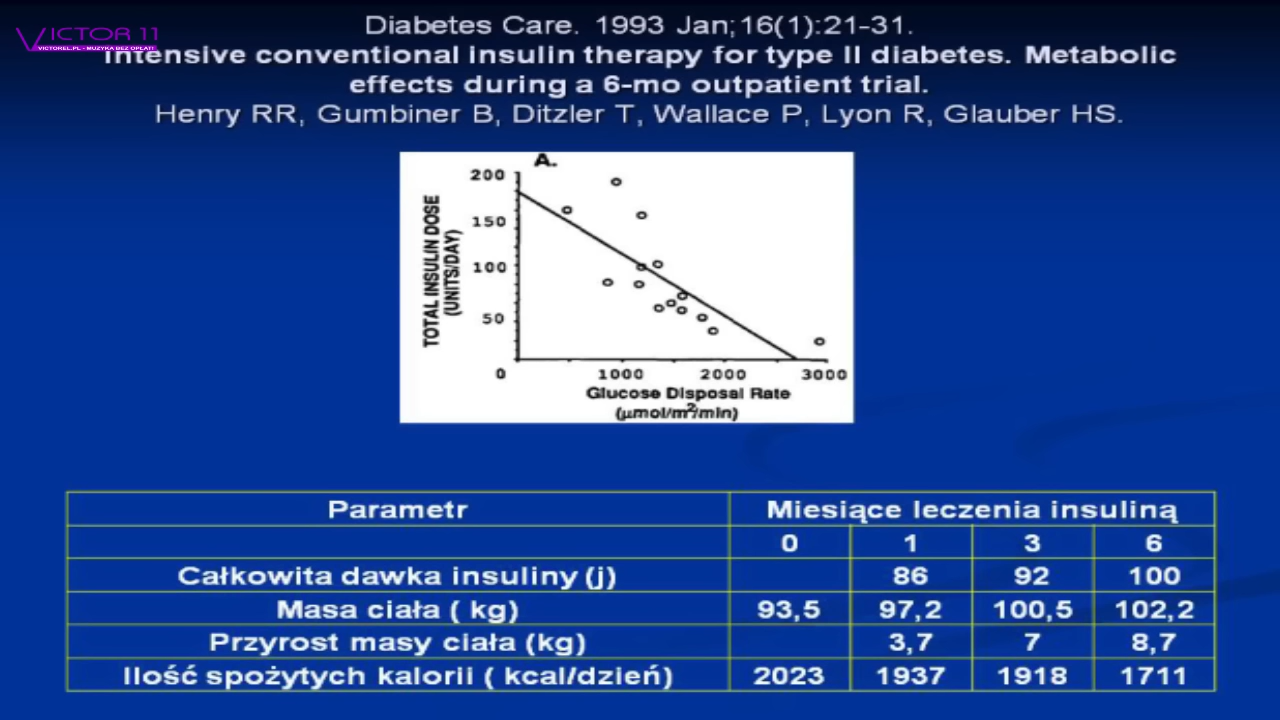 VICTOR 11
VICTOREL.PL - MUZYKA BEZ OPŁAT!
Diabetes Care. 1993 Jan;16(1):21-31.
Intensive conventional insulin therapy for type II diabetes. Metabolic
effects during a 6-mo outpatient trial.
Henry RR, Gumbiner B, Ditzler T, Wallace P, Lyon R, Glauber HS.
A.
TOTAL INSULIN DOSE
(UNITS/DAY)
200
150
100
50
0 1000 2000 3000
Glucose Disposal Rate
(μmol/m²/min)
Parametr Miesiące leczenia insuliną
0 1 3 6
Całkowita dawka insuliny (j) 86 92 100
Masa ciała ( kg) 93,5 97,2 100,5 102,2
Przyrost masy ciała (kg) 3,7 7 8,7
Ilość spożytych kalorii ( kcal/dzień) 2023 1937 1918 1711